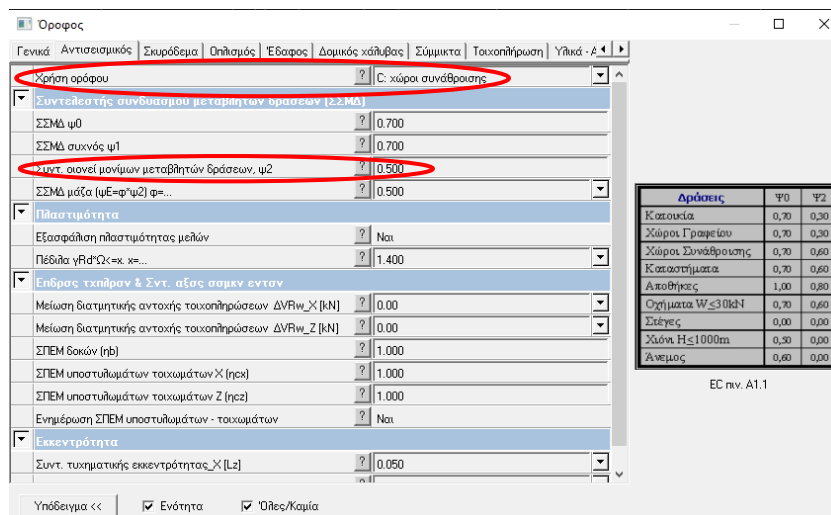 Όροφος
Γενικά Αντισεισμικός Σκυρόδεμα Οπλισμός Έδαφος Δομικός χάλυβας Σύμμικτα Τοιχοπλήρωση Υλικά - Α
Χρήση ορόφου ? C: χώροι συνάθροισης
Συντελεστής συνδυασμού μεταβλητών δράσεων (ΣΣΜΔ)
ΣΣΜΔ ψ0 ? 0.700
ΣΣΜΔ συχνός ψ1 ? 0.700
Συντ. οιονεί μονίμων μεταβλητών δράσεων, ψ2 ? 0.500
ΣΣΜΔ μάζα (ψΕ=φ*ψ2) φ=... ? 0.500
Πλαστιμότητα
Εξασφάλιση πλαστιμότητας μελών ? Ναι
Πέδιλα γRd*Ω<=x. x=... ? 1.400
Επδρσς τχπλρσν & Συντ. αξσς σσμκν εντσν
Μείωση διατμητικής αντοχής τοιχοπληρώσεων ΔVRw_X [kN] ? 0.00
Μείωση διατμητικής αντοχής τοιχοπληρώσεων ΔVRw_Z [kN] ? 0.00
ΣΠΕΜ δοκών (ηb) ? 1.000
ΣΠΕΜ υποστυλωμάτων τοιχωμάτων X (ηcx) ? 1.000
ΣΠΕΜ υποστυλωμάτων τοιχωμάτων Z (ηcz) ? 1.000
Ενημέρωση ΣΠΕΜ υποστυλωμάτων - τοιχωμάτων ? Ναι
Εκκεντρότητα
Συντ. τυχηματικής εκκεντρότητας_X [Lz] ? 0.050
Υπόδειγμα << Ενότητα Όλες/Καμία
Δράσεις Ψ0 Ψ2
Κατοικία 0,70 0,30
Χώροι Γραφείου 0,70 0,30
Χώροι Συνάθροισης 0,70 0,60
Καταστήματα 0,70 0,60
Αποθήκες 1,00 0,80
Οχήματα W≤30kN 0,70 0,60
Στέγες 0,00 0,00
Χιόνι H≤1000m 0,50 0,00
Άνεμος 0,60 0,00
EC πιν. Α1.1